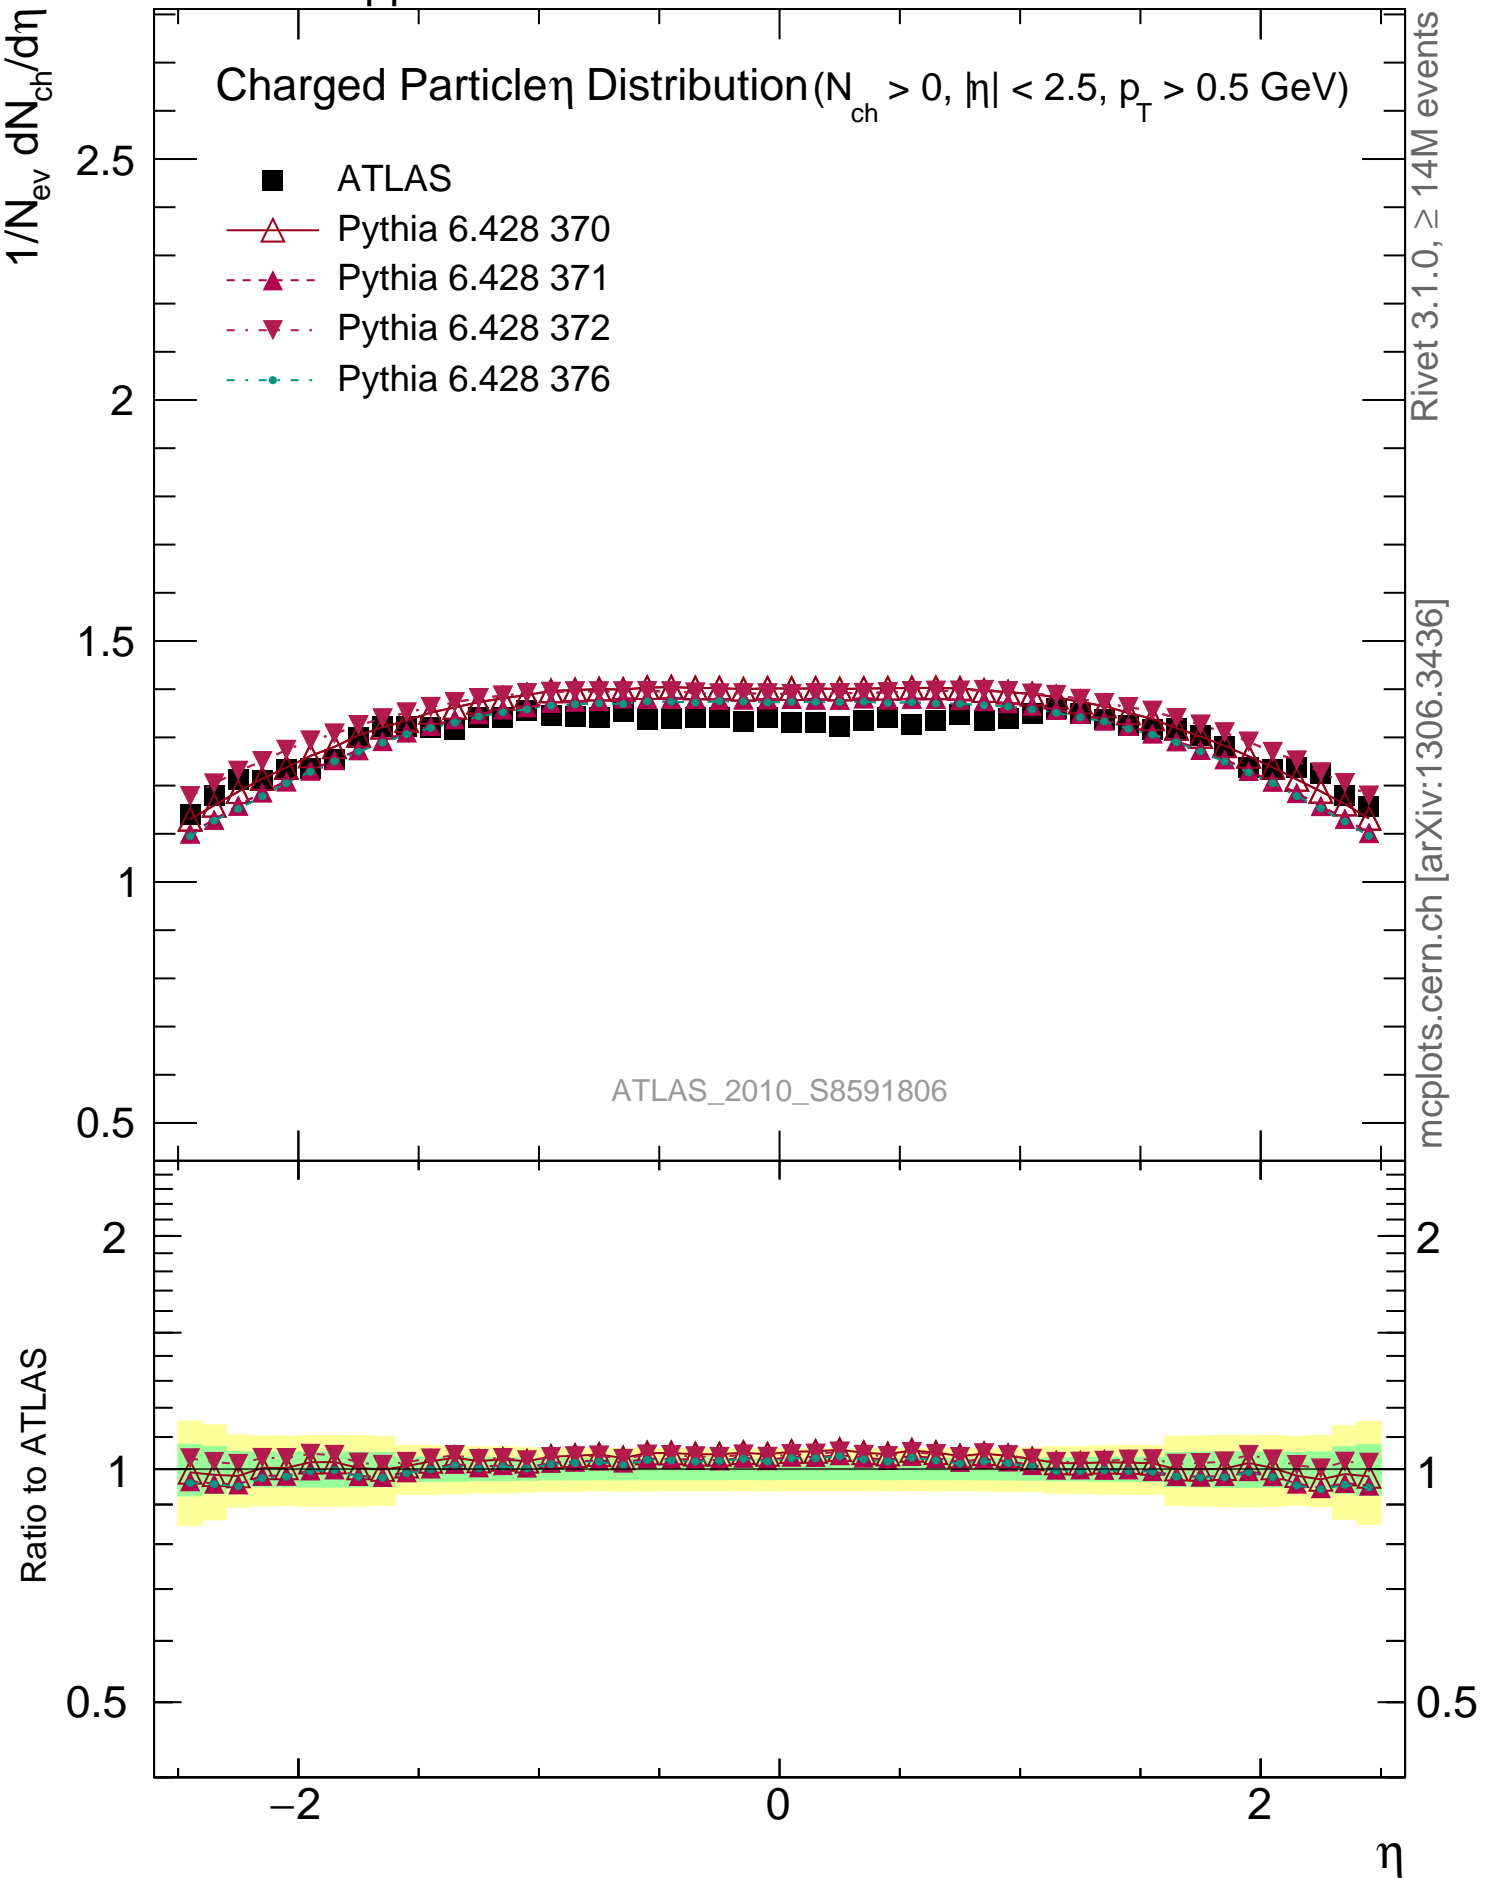 pp
1/N_ev dN_ch/dη
Charged Particle η Distribution (N_ch > 0, |η| < 2.5, p_T > 0.5 GeV)
ATLAS
Pythia 6.428 370
Pythia 6.428 371
Pythia 6.428 372
Pythia 6.428 376
2.5
2
1.5
1
0.5
ATLAS_2010_S8591806
Rivet 3.1.0, ≥ 14M events
mcplots.cern.ch [arXiv:1306.3436]
Ratio to ATLAS
2
1
0.5
2
1
0.5
−2
0
2
η